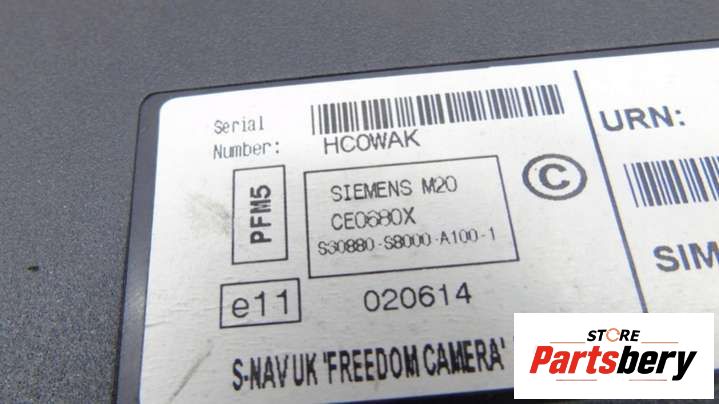 Serial
Number:
HCOWAK
URN:
PFM5
SIEMENS M20
CE0680X
S30880-S8000-A100-1
©
SIM
e11
020614
S-NAV UK 'FREEDOM CAMERA'
STORE
Partsbery